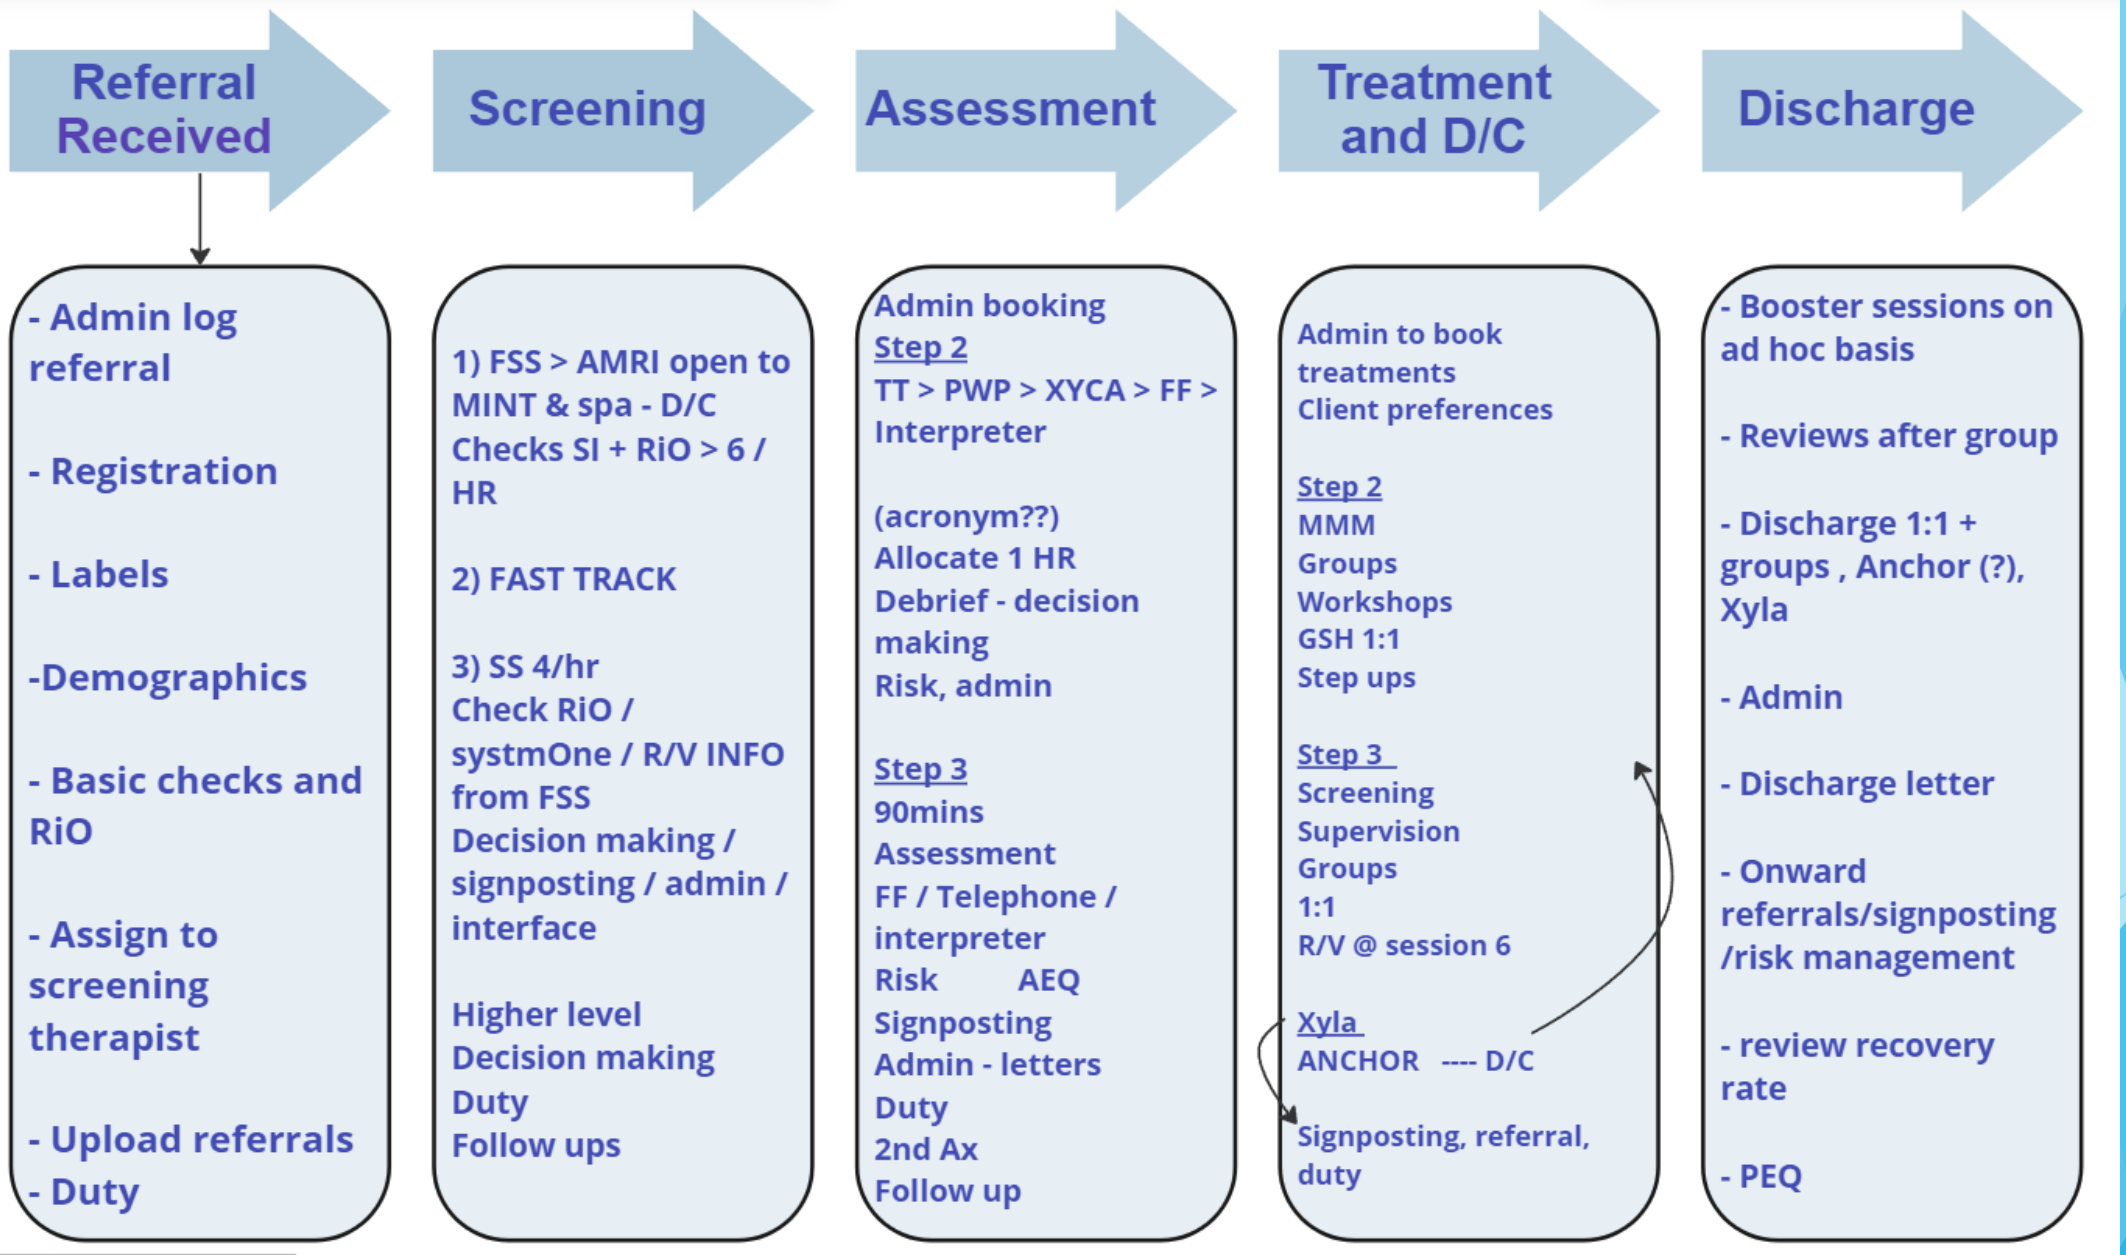 Referral
Received
Screening
Assessment
Treatment
and D/C
Discharge
- Admin log
referral
- Registration
- Labels
-Demographics
- Basic checks and
RiO
- Assign to
screening
therapist
- Upload referrals
- Duty
1) FSS > AMRI open to
MINT & spa - D/C
Checks SI + RiO > 6 /
HR
2) FAST TRACK
3) SS 4/hr
Check RiO /
systmOne / R/V INFO
from FSS
Decision making /
signposting / admin /
interface
Higher level
Decision making
Duty
Follow ups
Admin booking
Step 2
TT > PWP > XYCA > FF >
Interpreter
(acronym??)
Allocate 1 HR
Debrief - decision
making
Risk, admin
Step 3
90mins
Assessment
FF / Telephone /
interpreter
Risk AEQ
Signposting
Admin - letters
Duty
2nd Ax
Follow up
Admin to book
treatments
Client preferences
Step 2
MMM
Groups
Workshops
GSH 1:1
Step ups
Step 3
Screening
Supervision
Groups
1:1
R/V @ session 6
Xyla
ANCHOR ---- D/C
Signposting, referral,
duty
- Booster sessions on
ad hoc basis
- Reviews after group
- Discharge 1:1 +
groups , Anchor (?),
Xyla
- Admin
- Discharge letter
- Onward
referrals/signposting
/risk management
- review recovery
rate
- PEQ